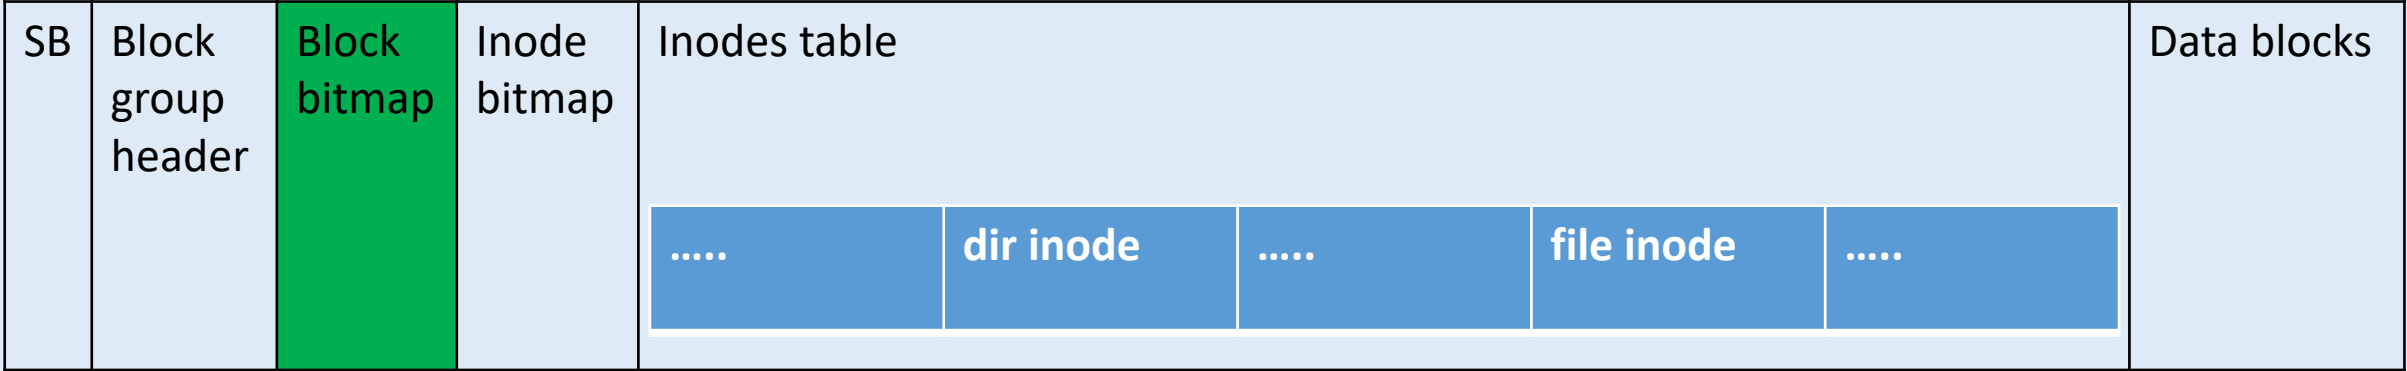 SB
Block
group
header
Block
bitmap
Inode
bitmap
Inodes table
Data blocks
.....
dir inode
.....
file inode
.....